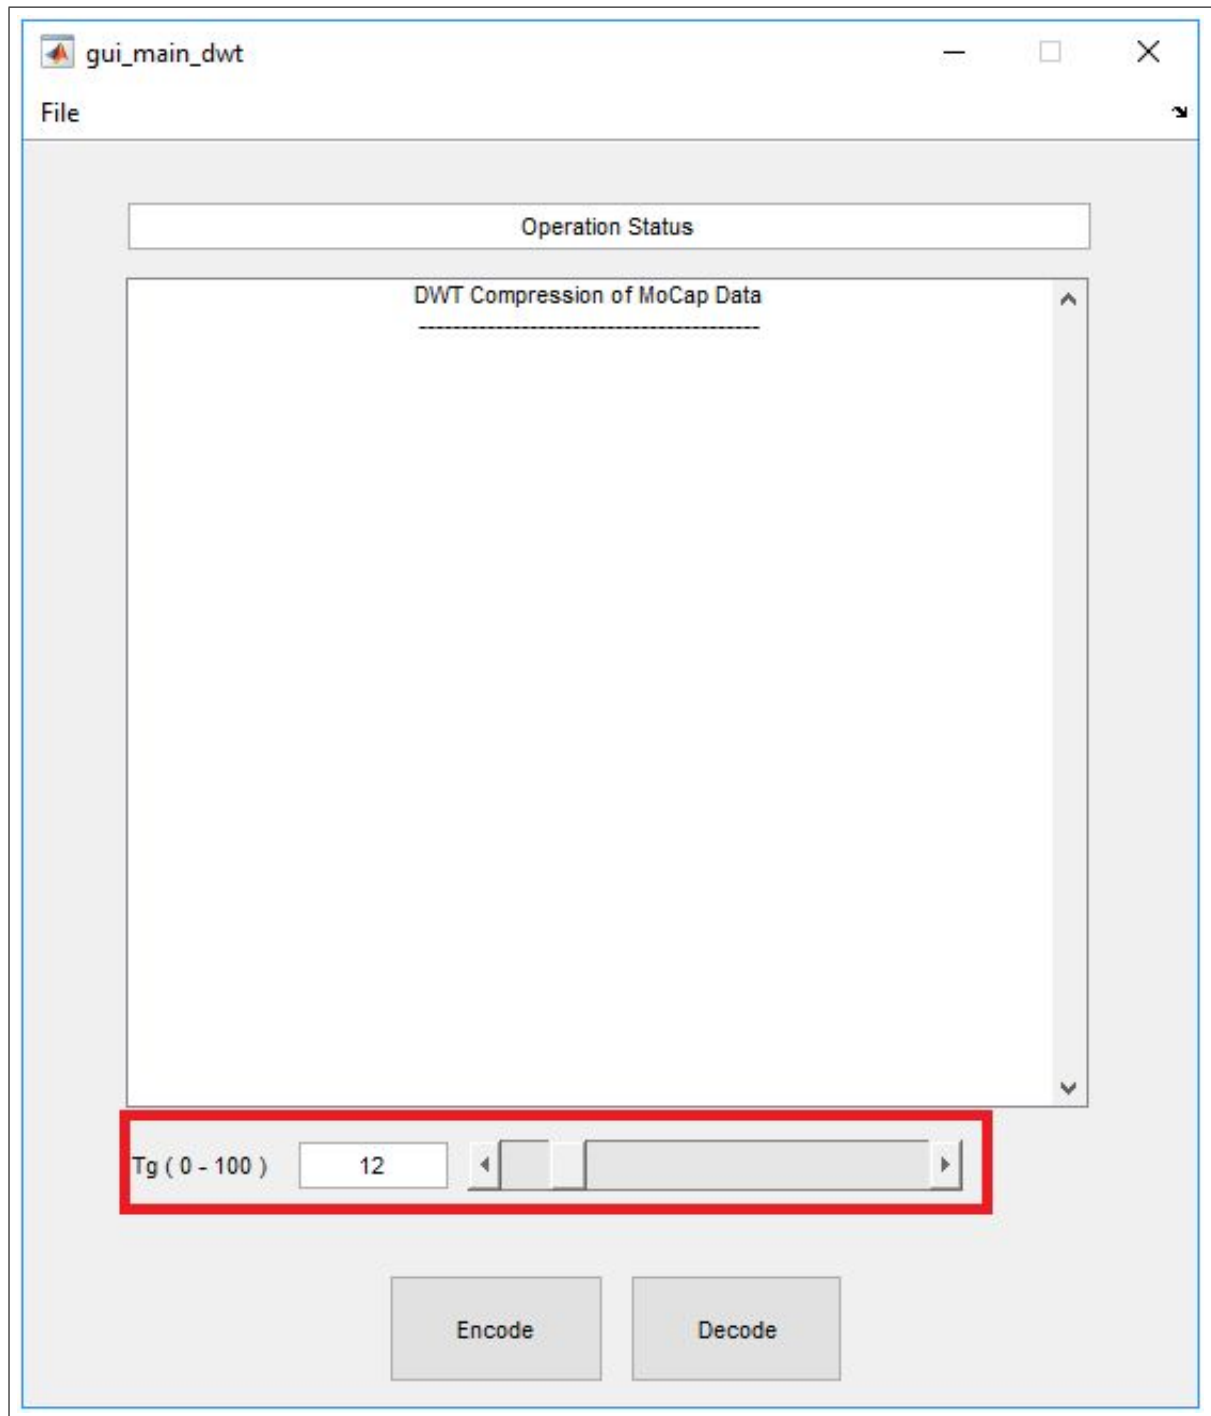 gui_main_dwt
File
Operation Status
DWT Compression of MoCap Data
----------------------------------------
Tg ( 0 - 100 ) 12
Encode Decode